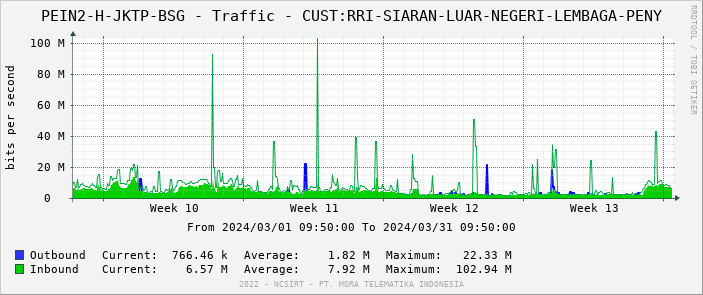 PEIN2-H-JKTP-BSG - Traffic - CUST:RRI-SIARAN-LUAR-NEGERI-LEMBAGA-PENY
RRDTOOL / TOBI OETIKER
bits per second
100 M
80 M
60 M
40 M
20 M
0
Week 10 Week 11 Week 12 Week 13
From 2024/03/01 09:50:00 To 2024/03/31 09:50:00
Outbound Current: 766.46 k Average: 1.82 M Maximum: 22.33 M
Inbound Current: 6.57 M Average: 7.92 M Maximum: 102.94 M
2022 - NCSIRT - PT. MORA TELEMATIKA INDONESIA